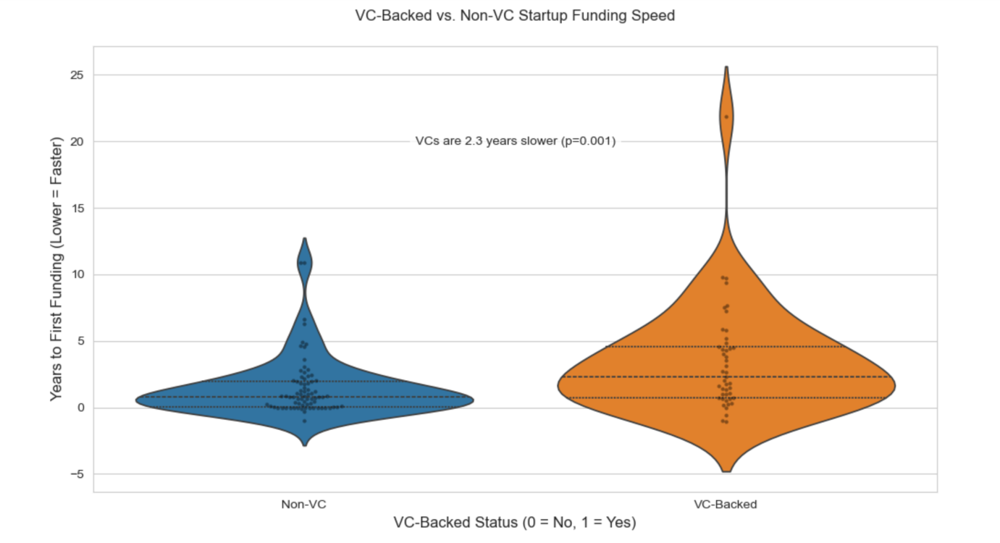 VC-Backed vs. Non-VC Startup Funding Speed
Years to First Funding (Lower = Faster)
25
20
15
10
5
0
−5
VCs are 2.3 years slower (p=0.001)
Non-VC
VC-Backed
VC-Backed Status (0 = No, 1 = Yes)